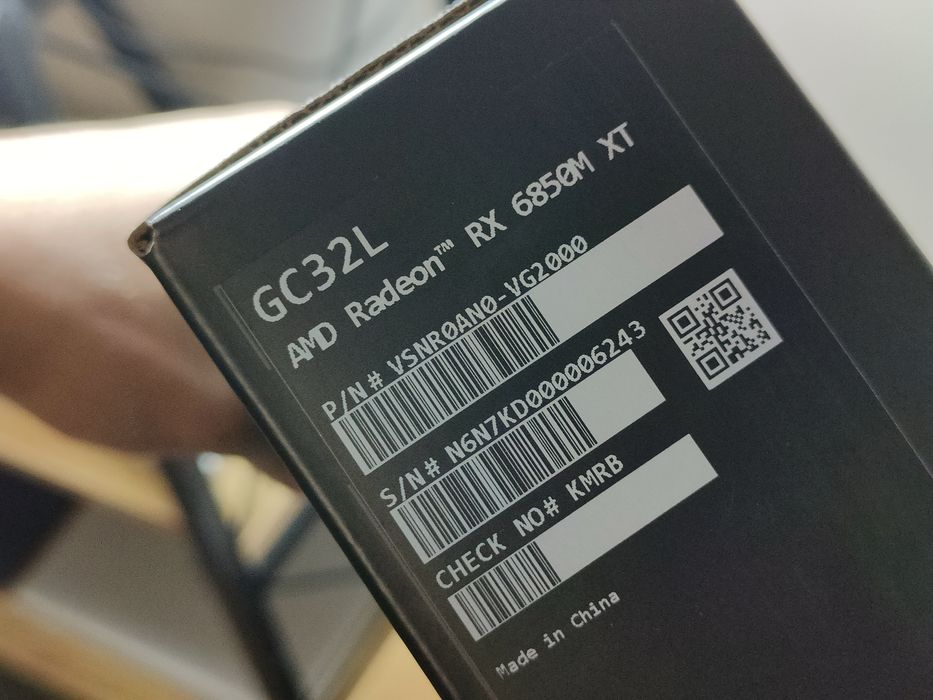 GC32L
AMD Radeon™ RX 6850M XT
P/N# VSNR0AN0-VG2000
S/N# N6N7KD000006243
CHECK NO# KMRB
Made in China